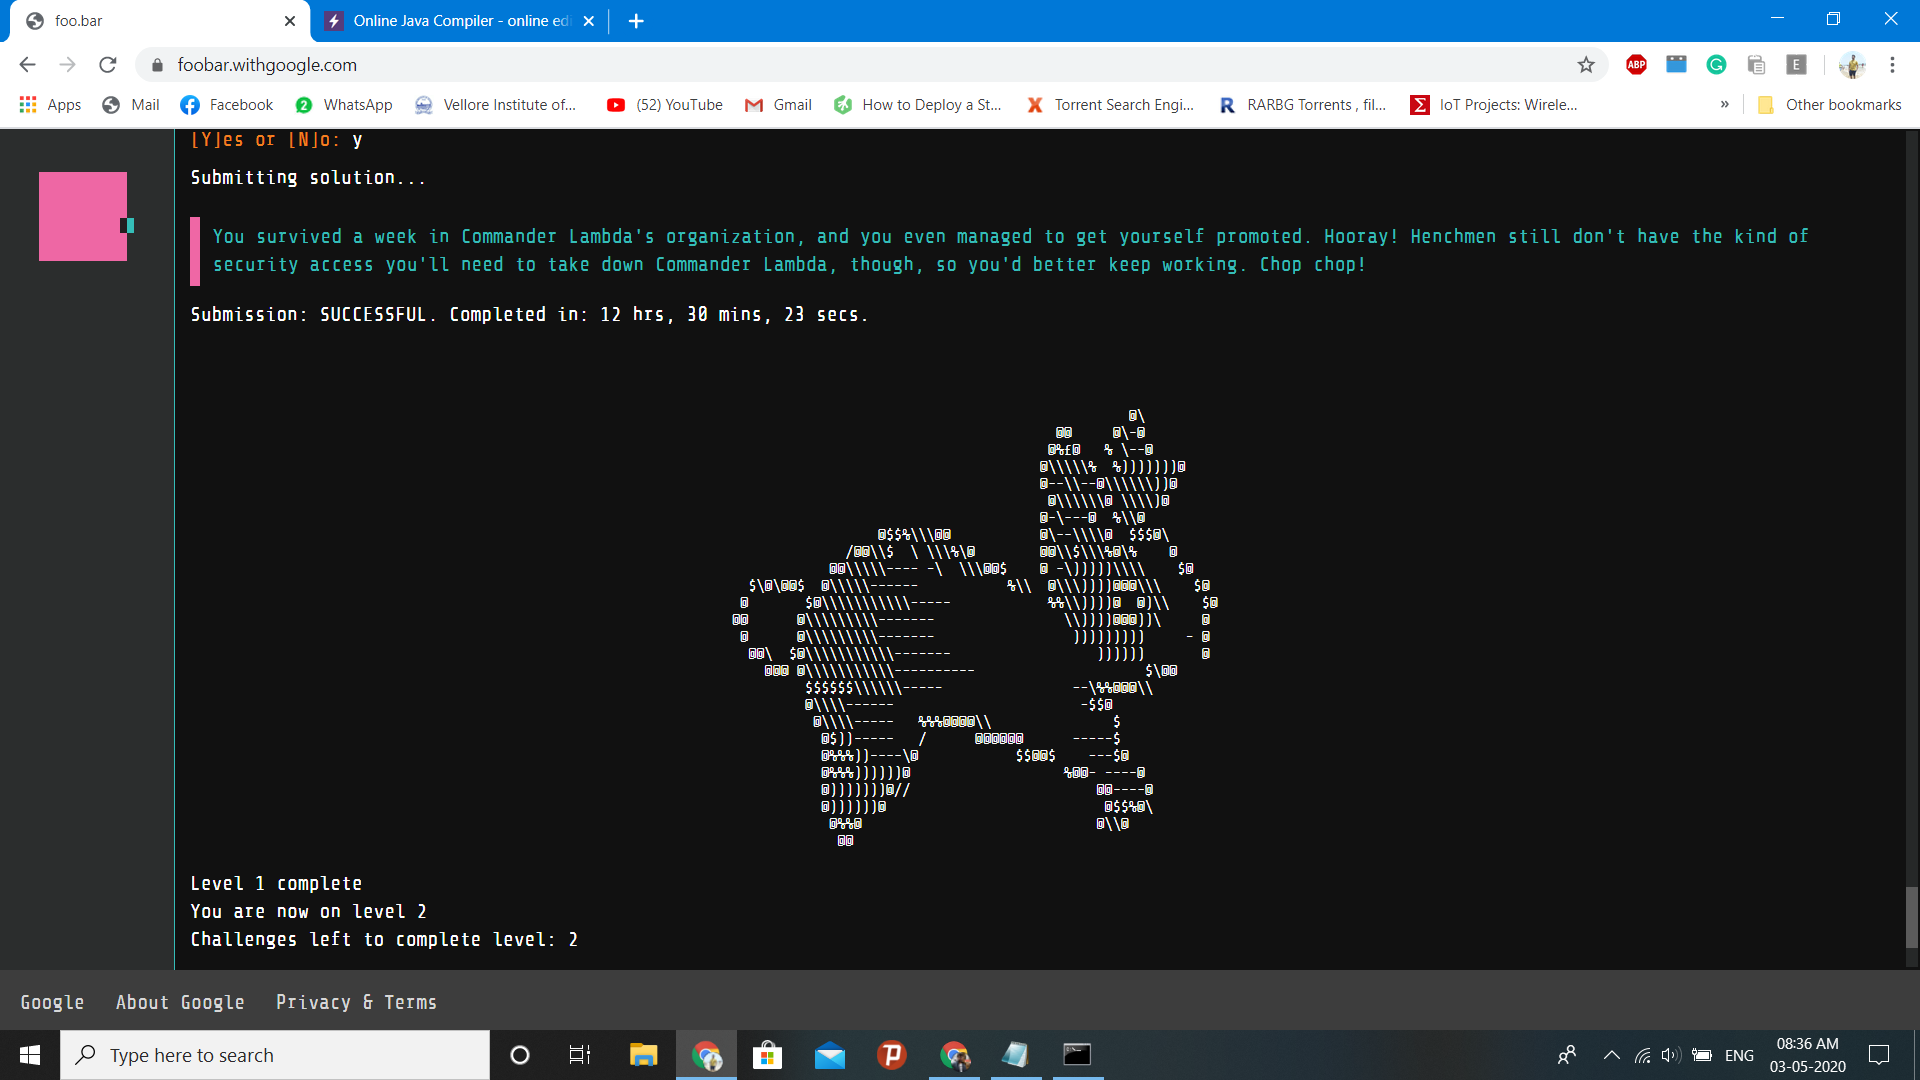 foo.bar
Online Java Compiler - online edi
foobar.withgoogle.com
ABP
E
Apps
Mail
2
Facebook
WhatsApp
Vellore Institute of...
(52) YouTube
Gmail
How to Deploy a St...
Torrent Search Engi...
RARBG Torrents , fil...
IoT Projects: Wirele...
»
Other bookmarks
[Y]es or [N]o: y
Submitting solution...
You survived a week in Commander Lambda's organization, and you even managed to get yourself promoted. Hooray! Henchmen still don't have the kind of
security access you'll need to take down Commander Lambda, though, so you'd better keep working. Chop chop!
Submission: SUCCESSFUL. Completed in: 12 hrs, 30 mins, 23 secs.
Level 1 complete
You are now on level 2
Challenges left to complete level: 2
Google
About Google
Privacy & Terms
Type here to search
ENG
08:36 AM
03-05-2020